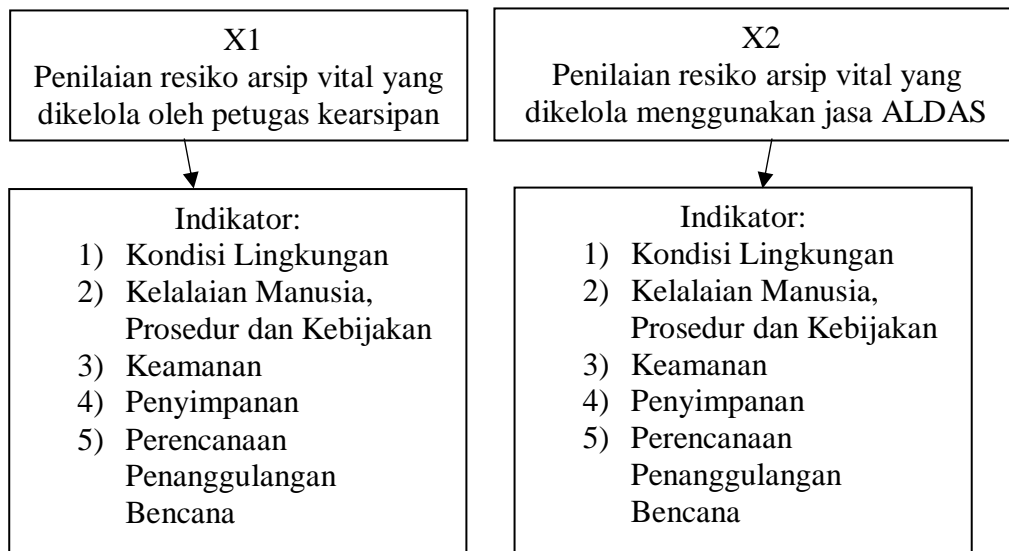 X1
Penilaian resiko arsip vital yang
dikelola oleh petugas kearsipan
X2
Penilaian resiko arsip vital yang
dikelola menggunakan jasa ALDAS
Indikator:
1) Kondisi Lingkungan
2) Kelalaian Manusia,
Prosedur dan Kebijakan
3) Keamanan
4) Penyimpanan
5) Perencanaan
Penanggulangan
Bencana
Indikator:
1) Kondisi Lingkungan
2) Kelalaian Manusia,
Prosedur dan Kebijakan
3) Keamanan
4) Penyimpanan
5) Perencanaan
Penanggulangan
Bencana